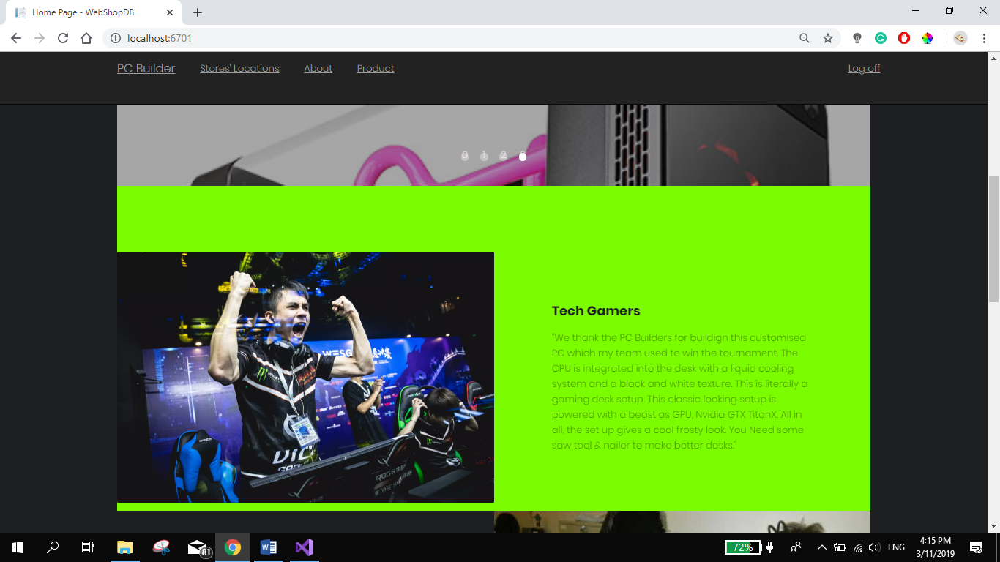 Home Page - WebShopDB
localhost:6701
PC Builder Stores' Locations About Product Log off
0 1 2
WESG
Tech Gamers
"We thank the PC Builders for buildign this customised
PC which my team used to win the tournament. The
CPU is integrated into the desk with a liquid cooling
system and a black and white texture. This is literally a
gaming desk setup. This classic looking setup is
powered with a beast as GPU, Nvidia GTX TitanX. All in
all, the set up gives a cool frosty look. You Need some
saw tool & nailer to make better desks."
ROG
81
72%
ENG
4:15 PM
3/11/2019